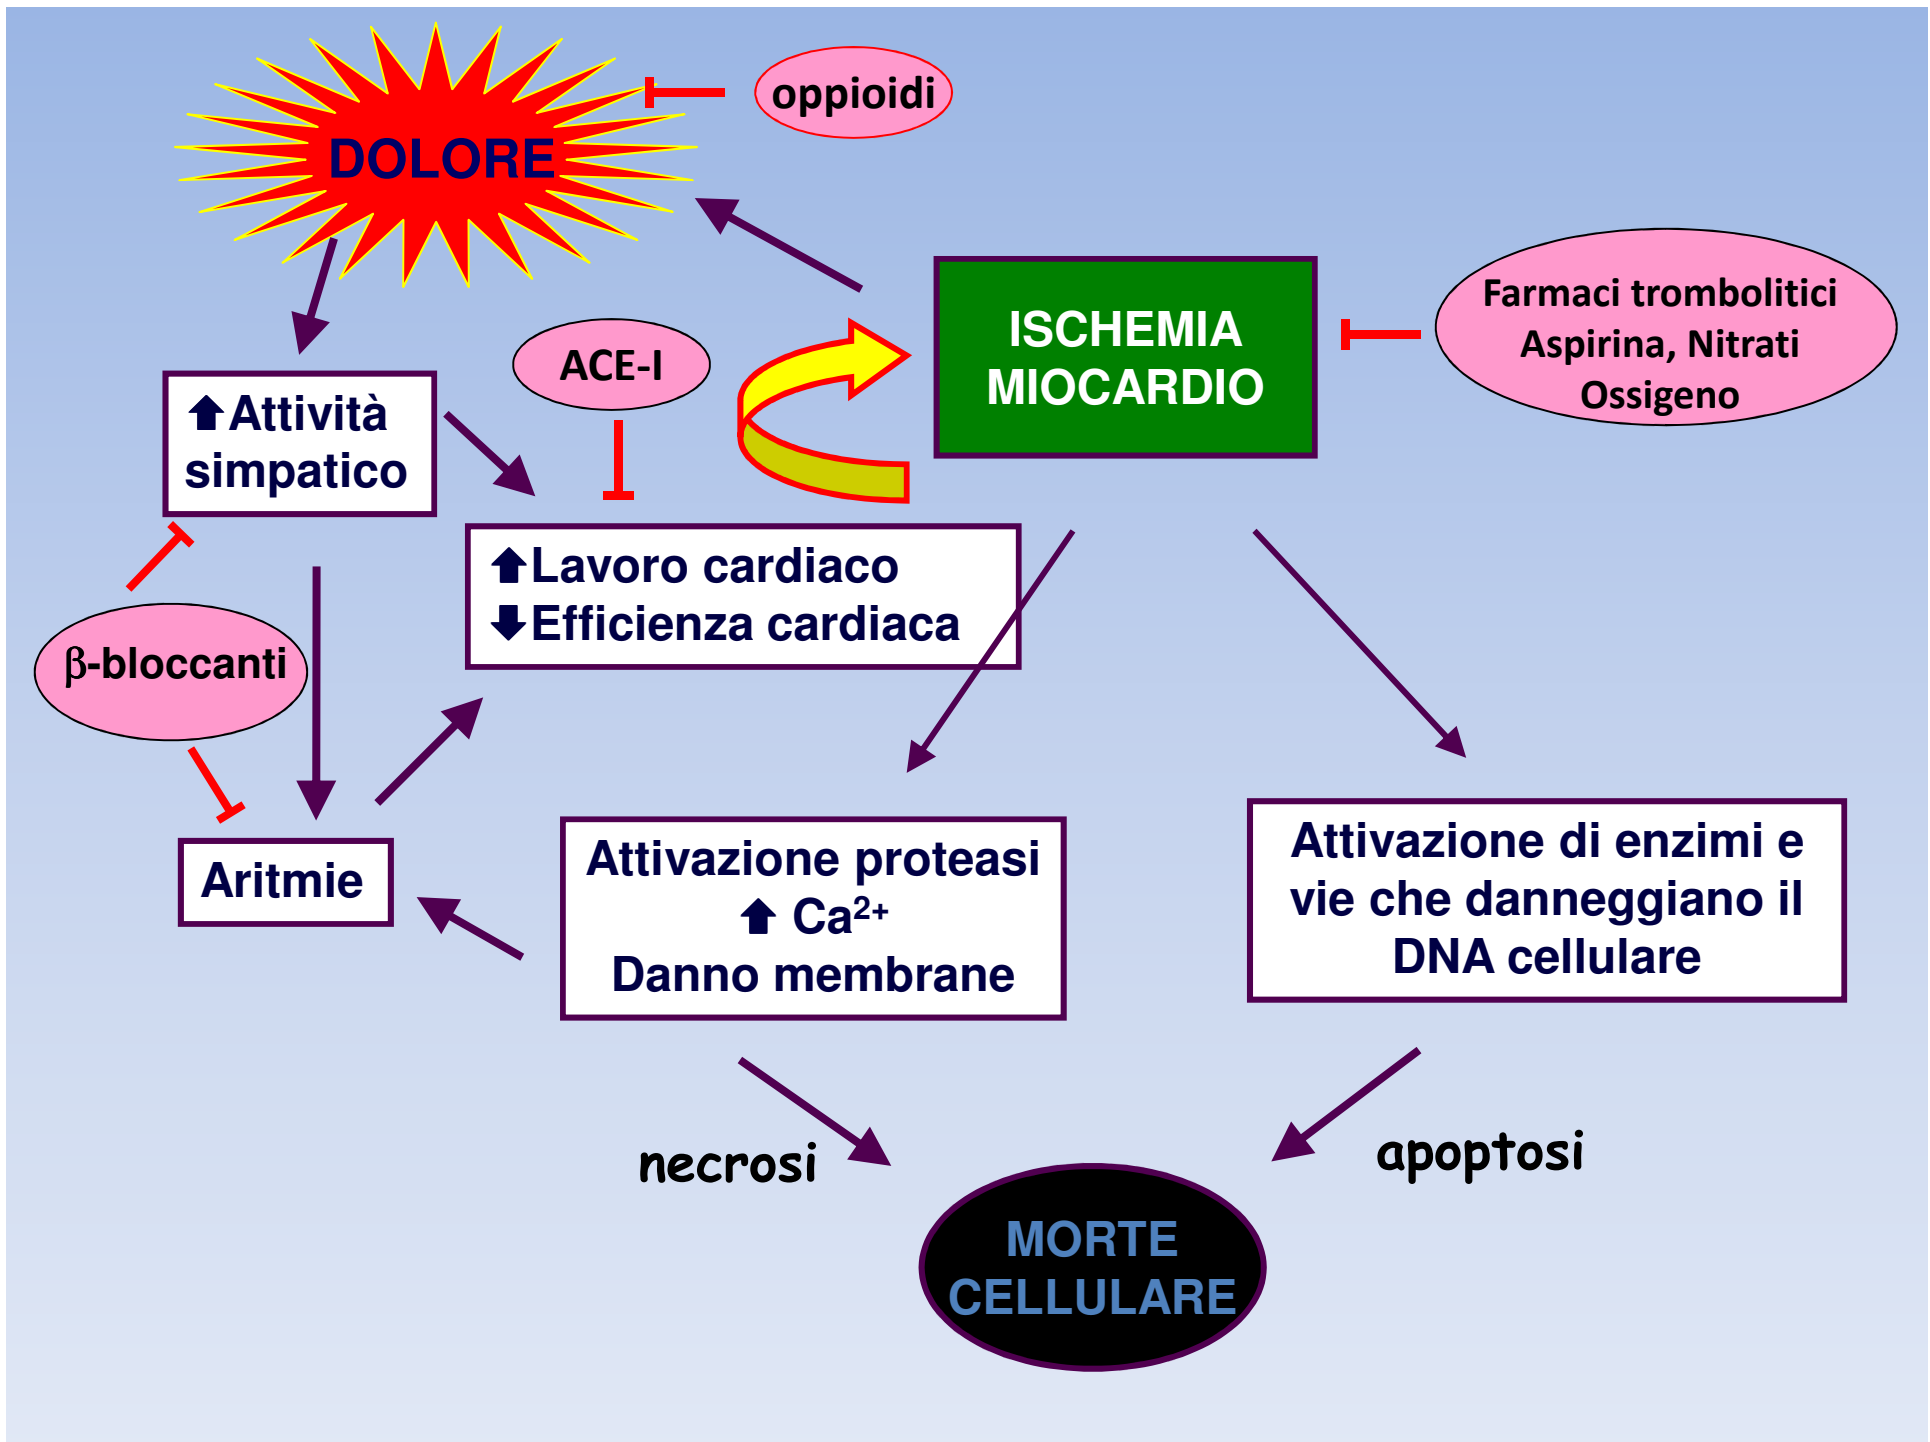 oppioidi
DOLORE
ISCHEMIA
MIOCARDIO
Farmaci trombolitici
Aspirina, Nitrati
Ossigeno
ACE-I
⬆Attività
simpatico
⬆Lavoro cardiaco
⬇Efficienza cardiaca
β-bloccanti
Aritmie
Attivazione proteasi
⬆ Ca²⁺
Danno membrane
Attivazione di enzimi e
vie che danneggiano il
DNA cellulare
necrosi
apoptosi
MORTE
CELLULARE